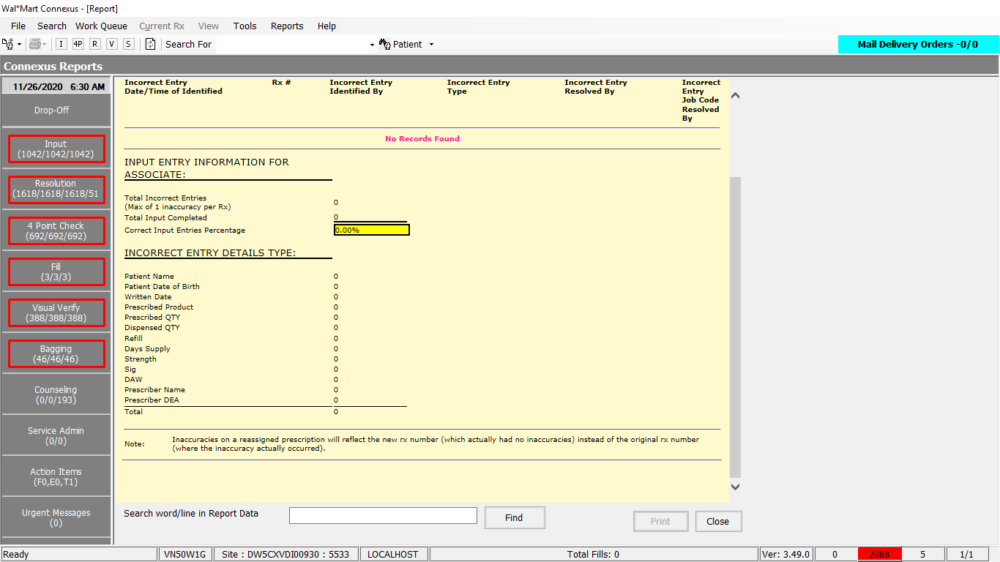 Wal*Mart Connexus - [Report]
File Search Work Queue Current Rx View Tools Reports Help
I 4P R V S Search For Patient Mail Delivery Orders -0/0
Connexus Reports
11/26/2020 6:30 AM
Drop-Off
Input
(1042/1042/1042)
Resolution
(1618/1618/1618/51
4 Point Check
(692/692/692)
Fill
(3/3/3)
Visual Verify
(388/388/388)
Bagging
(46/46/46)
Counseling
(0/0/193)
Service Admin
(0/0)
Action Items
(F0,E0,T1)
Urgent Messages
(0)
Incorrect Entry
Date/Time of Identified
Rx #
Incorrect Entry
Identified By
Incorrect Entry
Type
Incorrect Entry
Resolved By
Incorrect
Entry
Job Code
Resolved
By
No Records Found
INPUT ENTRY INFORMATION FOR
ASSOCIATE:
Total Incorrect Entries
(Max of 1 inaccuracy per Rx) 0
Total Input Completed 0
Correct Input Entries Percentage 0.00%
INCORRECT ENTRY DETAILS TYPE:
Patient Name 0
Patient Date of Birth 0
Written Date 0
Prescribed Product 0
Prescribed QTY 0
Dispensed QTY 0
Refill 0
Days Supply 0
Strength 0
Sig 0
DAW 0
Prescriber Name 0
Prescriber DEA 0
Total 0
Note: Inaccuracies on a reassigned prescription will reflect the new rx number (which actually had no inaccuracies) instead of the original rx number
(where the inaccuracy actually occurred).
Search word/line in Report Data Find Print Close
Ready VN50W1G Site : DW5CXVDI00930 : 5533 LOCALHOST Total Fills: 0 Ver: 3.49.0 0 2088 5 1/1